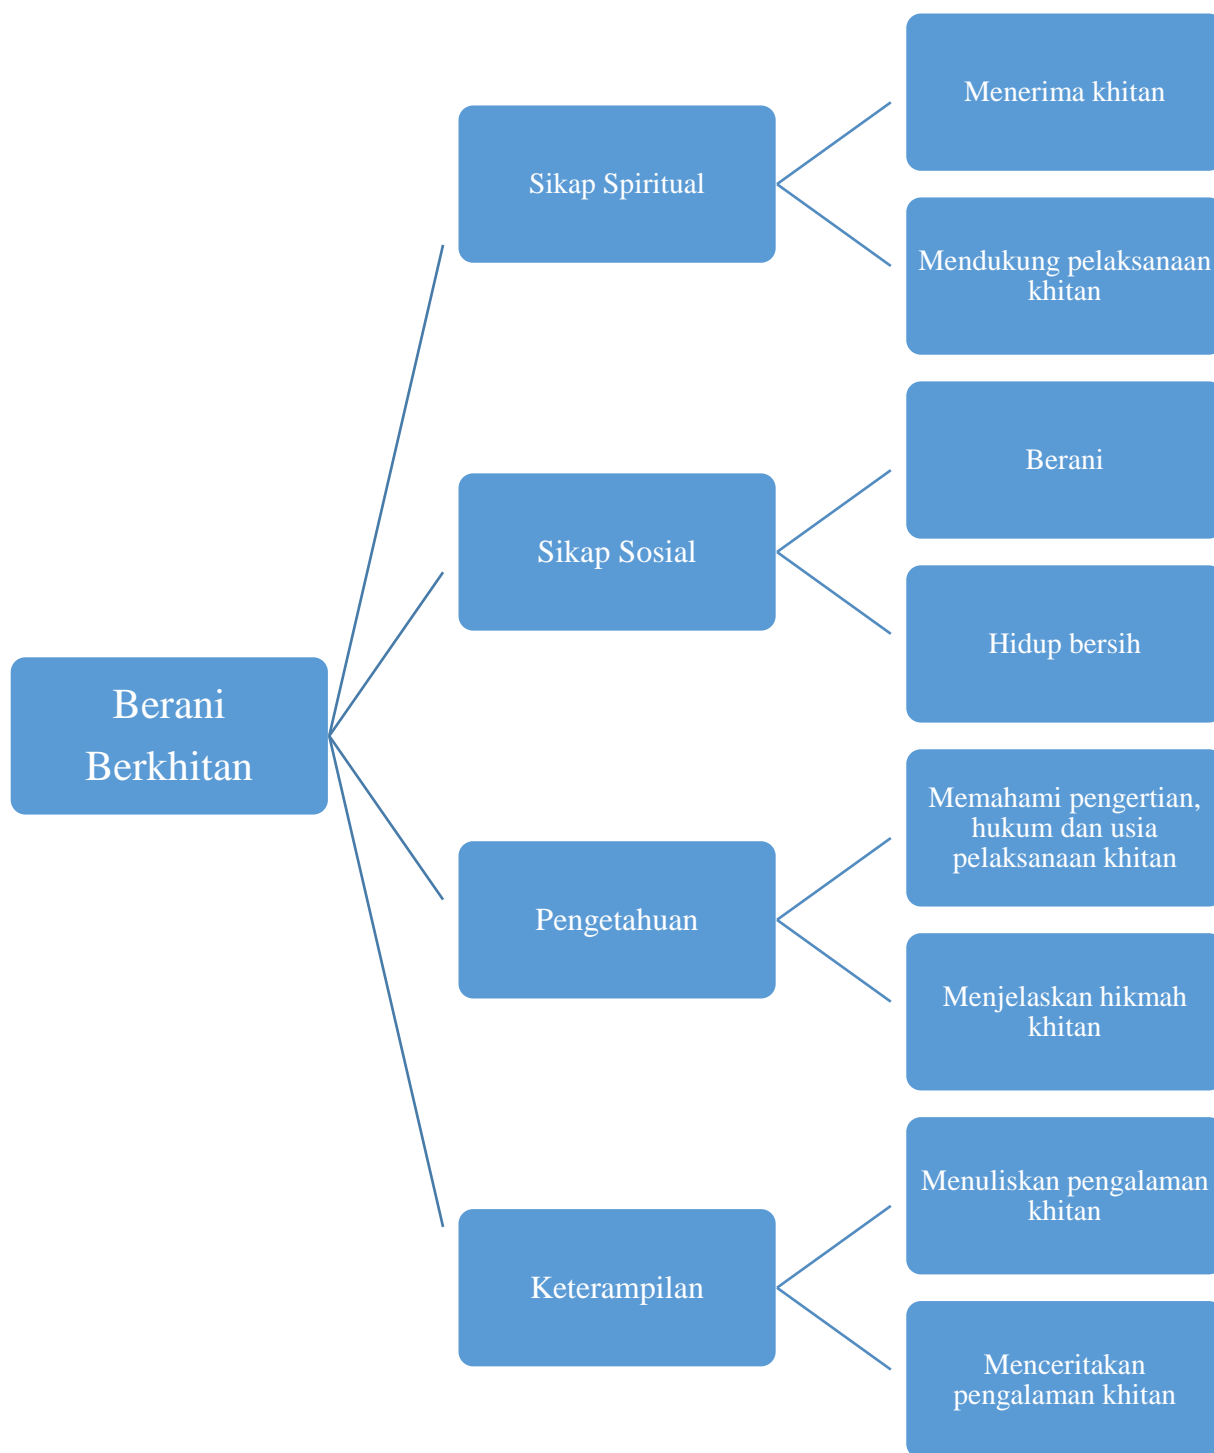 Berani
Berkhitan
Sikap Spiritual
Menerima khitan
Mendukung pelaksanaan
khitan
Sikap Sosial
Berani
Hidup bersih
Pengetahuan
Memahami pengertian,
hukum dan usia
pelaksanaan khitan
Menjelaskan hikmah
khitan
Keterampilan
Menuliskan pengalaman
khitan
Menceritakan
pengalaman khitan